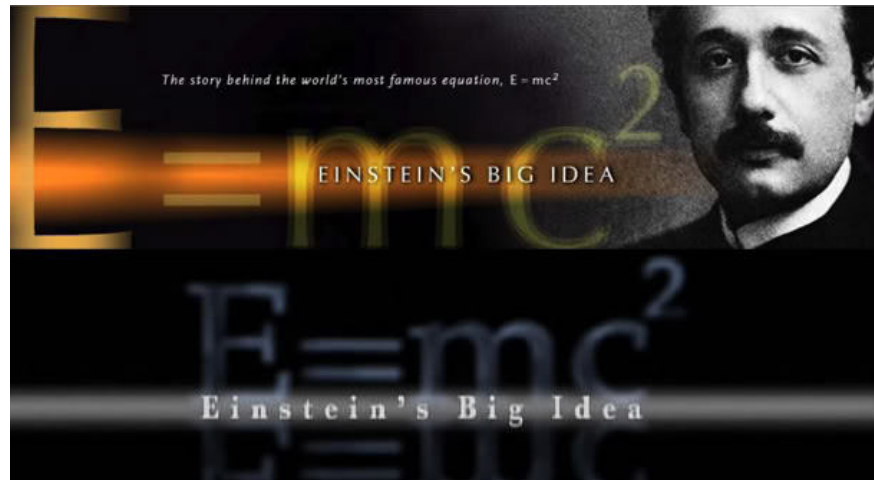 The story behind the world's most famous equation, E = mc²
E=mc²
EINSTEIN'S BIG IDEA
E=mc²
Einstein's Big Idea